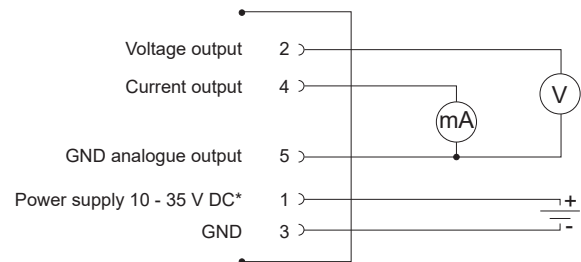 Voltage output 2
V
Current output 4
mA
GND analogue output 5
Power supply 10 - 35 V DC* 1
+
GND 3
-